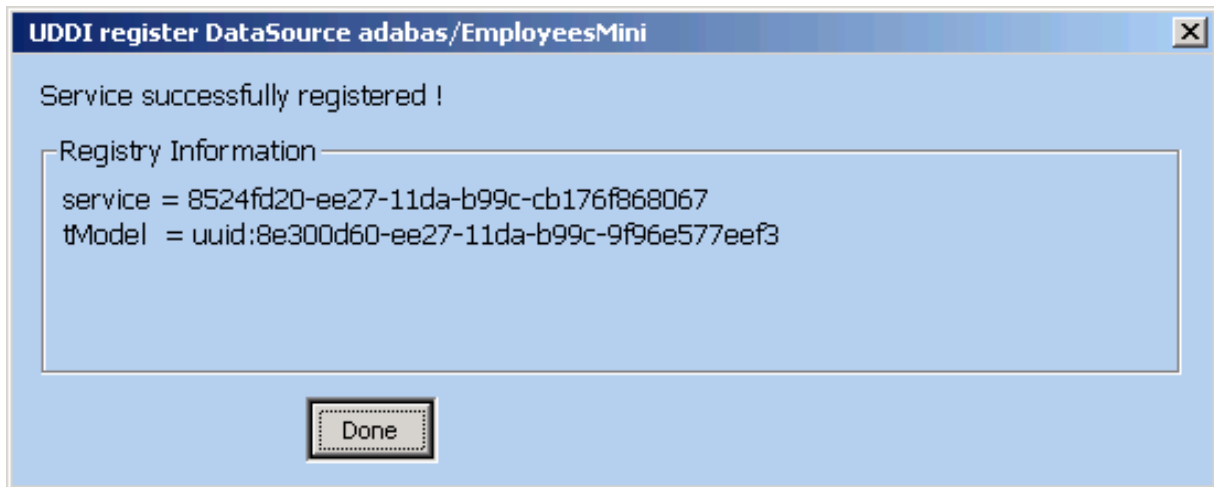 UDDI register DataSource adabas/EmployeesMini
Service successfully registered !
Registry Information
service = 8524fd20-ee27-11da-b99c-cb176f868067
tModel = uuid:8e300d60-ee27-11da-b99c-9f96e577eef3
Done